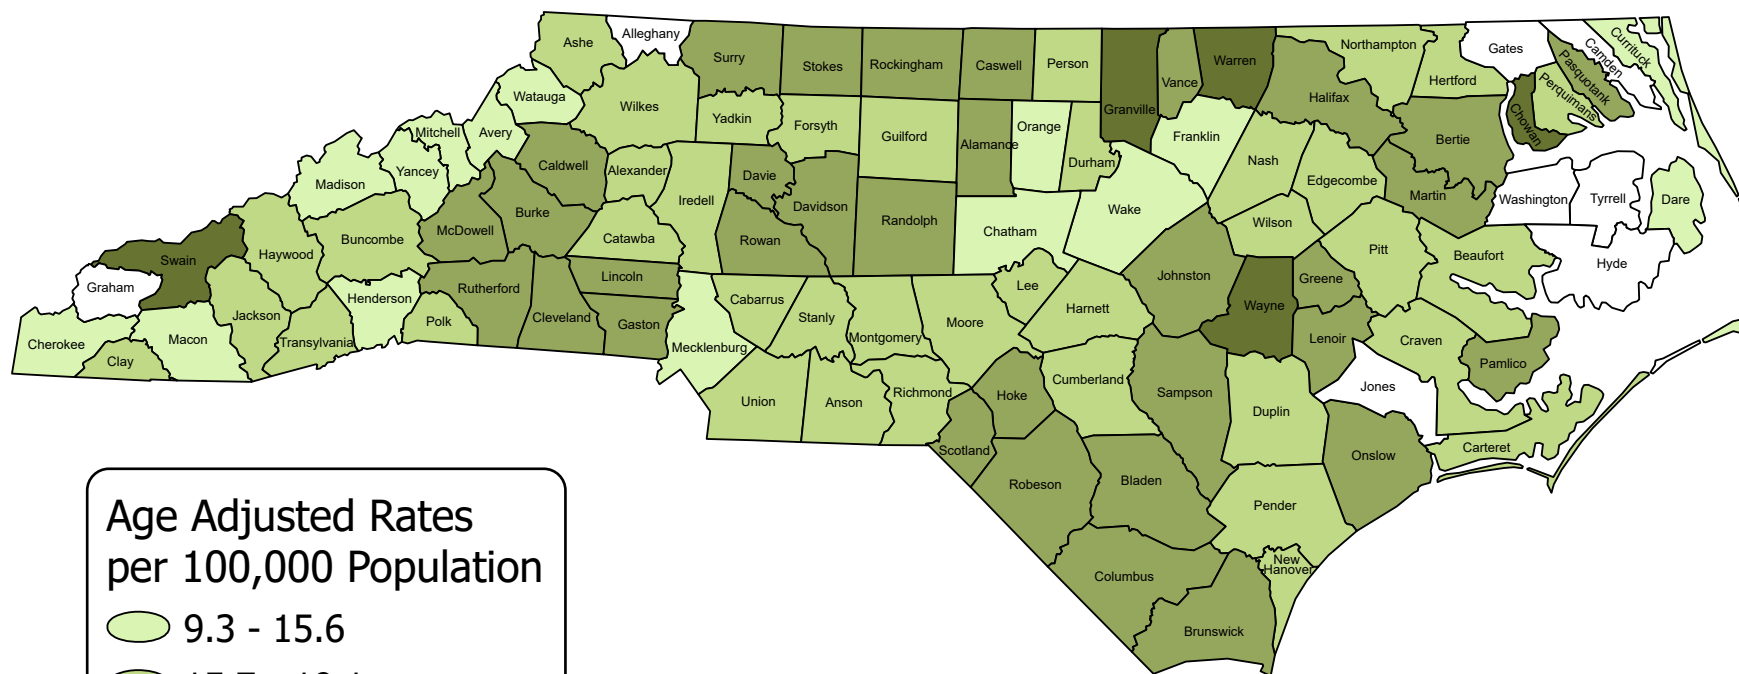 Ashe
Alleghany
Surry
Stokes
Rockingham
Caswell
Person
Granville
Vance
Warren
Northampton
Gates
Camden
Currituck
Pasquotank
Perquimans
Chowan
Hertford
Halifax
Bertie
Watauga
Wilkes
Yadkin
Forsyth
Guilford
Alamance
Orange
Durham
Franklin
Nash
Edgecombe
Martin
Washington
Tyrrell
Dare
Mitchell
Avery
Caldwell
Alexander
Iredell
Davie
Davidson
Randolph
Chatham
Wake
Wilson
Pitt
Beaufort
Hyde
Madison
Yancey
McDowell
Burke
Catawba
Rowan
Johnston
Greene
Swain
Haywood
Buncombe
Rutherford
Cleveland
Lincoln
Gaston
Cabarrus
Stanly
Montgomery
Moore
Lee
Harnett
Wayne
Lenoir
Craven
Pamlico
Graham
Cherokee
Clay
Macon
Jackson
Transylvania
Henderson
Polk
Mecklenburg
Union
Anson
Richmond
Hoke
Cumberland
Sampson
Duplin
Jones
Carteret
Onslow
Scotland
Robeson
Bladen
Pender
New
Hanover
Columbus
Brunswick
Age Adjusted Rates
per 100,000 Population
9.3 - 15.6